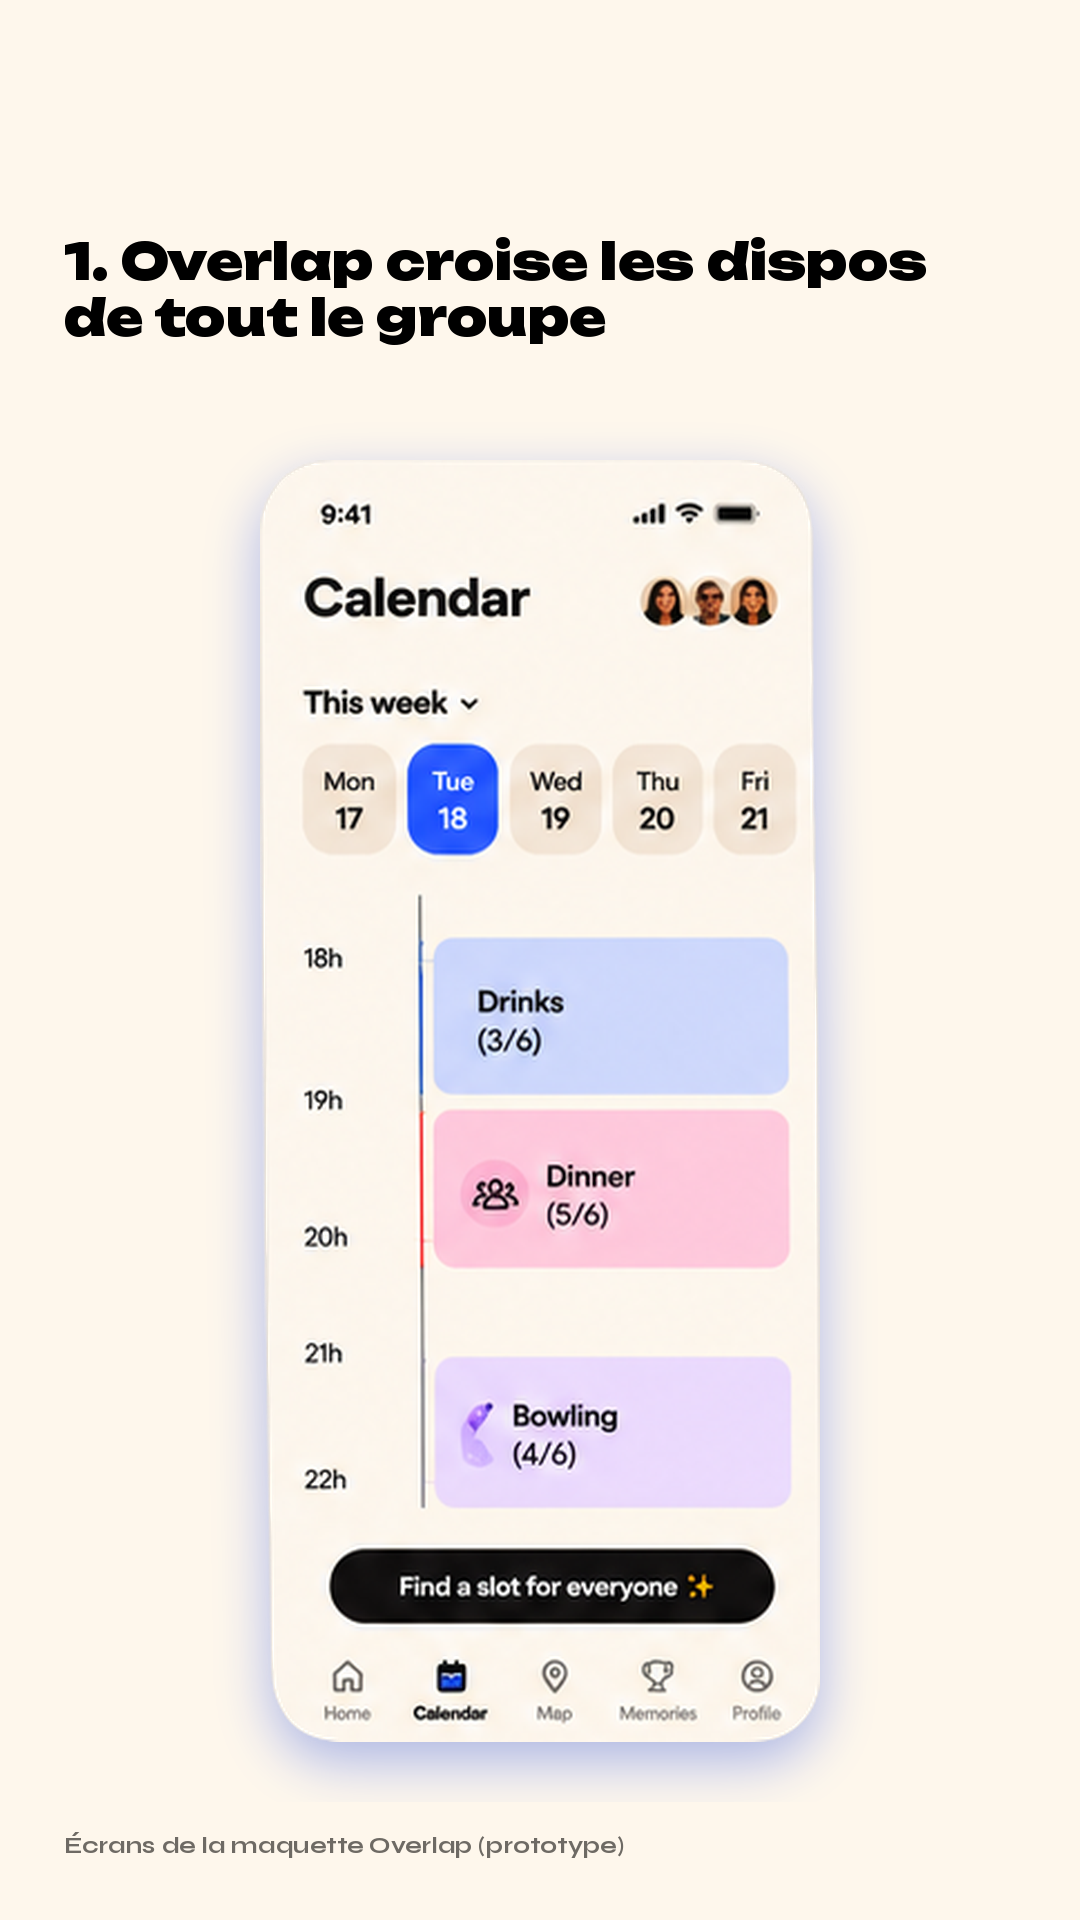 1. Overlap croise les dispos
de tout le groupe
9:41
Calendar
This week
Mon Tue Wed Thu Fri
17 18 19 20 21
18h
Drinks
(3/6)
19h
Dinner
(5/6)
20h
21h
Bowling
(4/6)
22h
Find a slot for everyone ✨
Home Calendar Map Memories Profile
Écrans de la maquette Overlap (prototype)